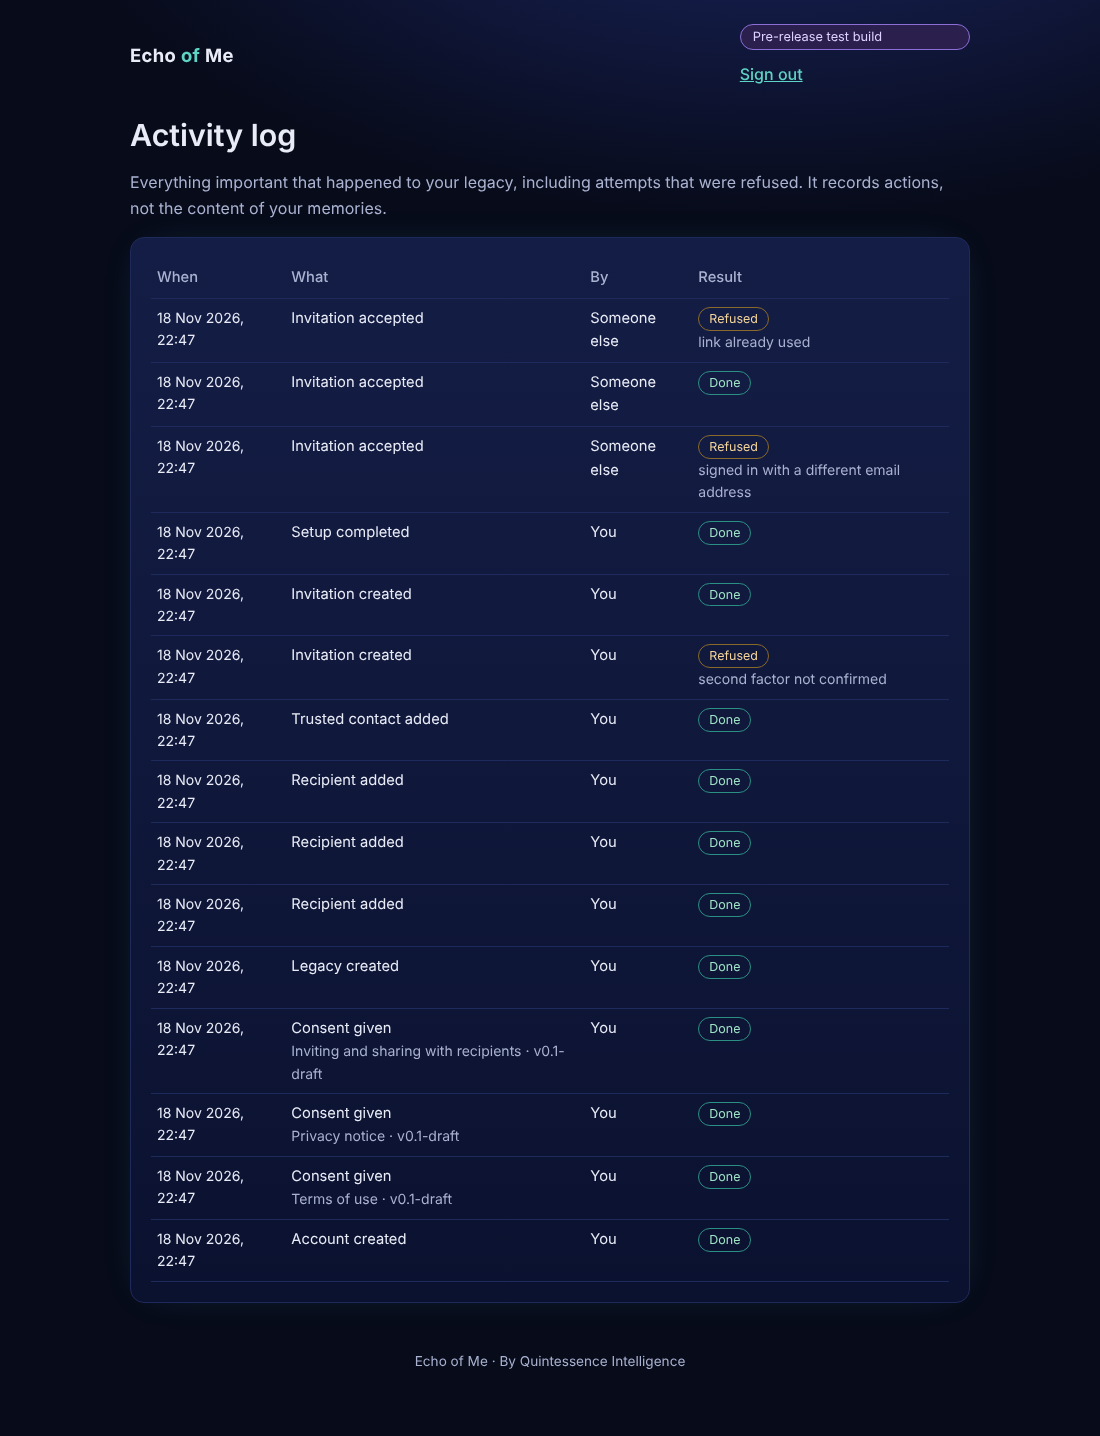 Echo of Me
Pre-release test build
Sign out
Activity log
Everything important that happened to your legacy, including attempts that were refused. It records actions,
not the content of your memories.
When What By Result
18 Nov 2026, Invitation accepted Someone Refused
22:47 else link already used
18 Nov 2026, Invitation accepted Someone Done
22:47 else
18 Nov 2026, Invitation accepted Someone Refused
22:47 else signed in with a different email
address
18 Nov 2026, Setup completed You Done
22:47
18 Nov 2026, Invitation created You Done
22:47
18 Nov 2026, Invitation created You Refused
22:47 second factor not confirmed
18 Nov 2026, Trusted contact added You Done
22:47
18 Nov 2026, Recipient added You Done
22:47
18 Nov 2026, Recipient added You Done
22:47
18 Nov 2026, Recipient added You Done
22:47
18 Nov 2026, Legacy created You Done
22:47
18 Nov 2026, Consent given You Done
22:47 Inviting and sharing with recipients · v0.1-
draft
18 Nov 2026, Consent given You Done
22:47 Privacy notice · v0.1-draft
18 Nov 2026, Consent given You Done
22:47 Terms of use · v0.1-draft
18 Nov 2026, Account created You Done
22:47
Echo of Me · By Quintessence Intelligence